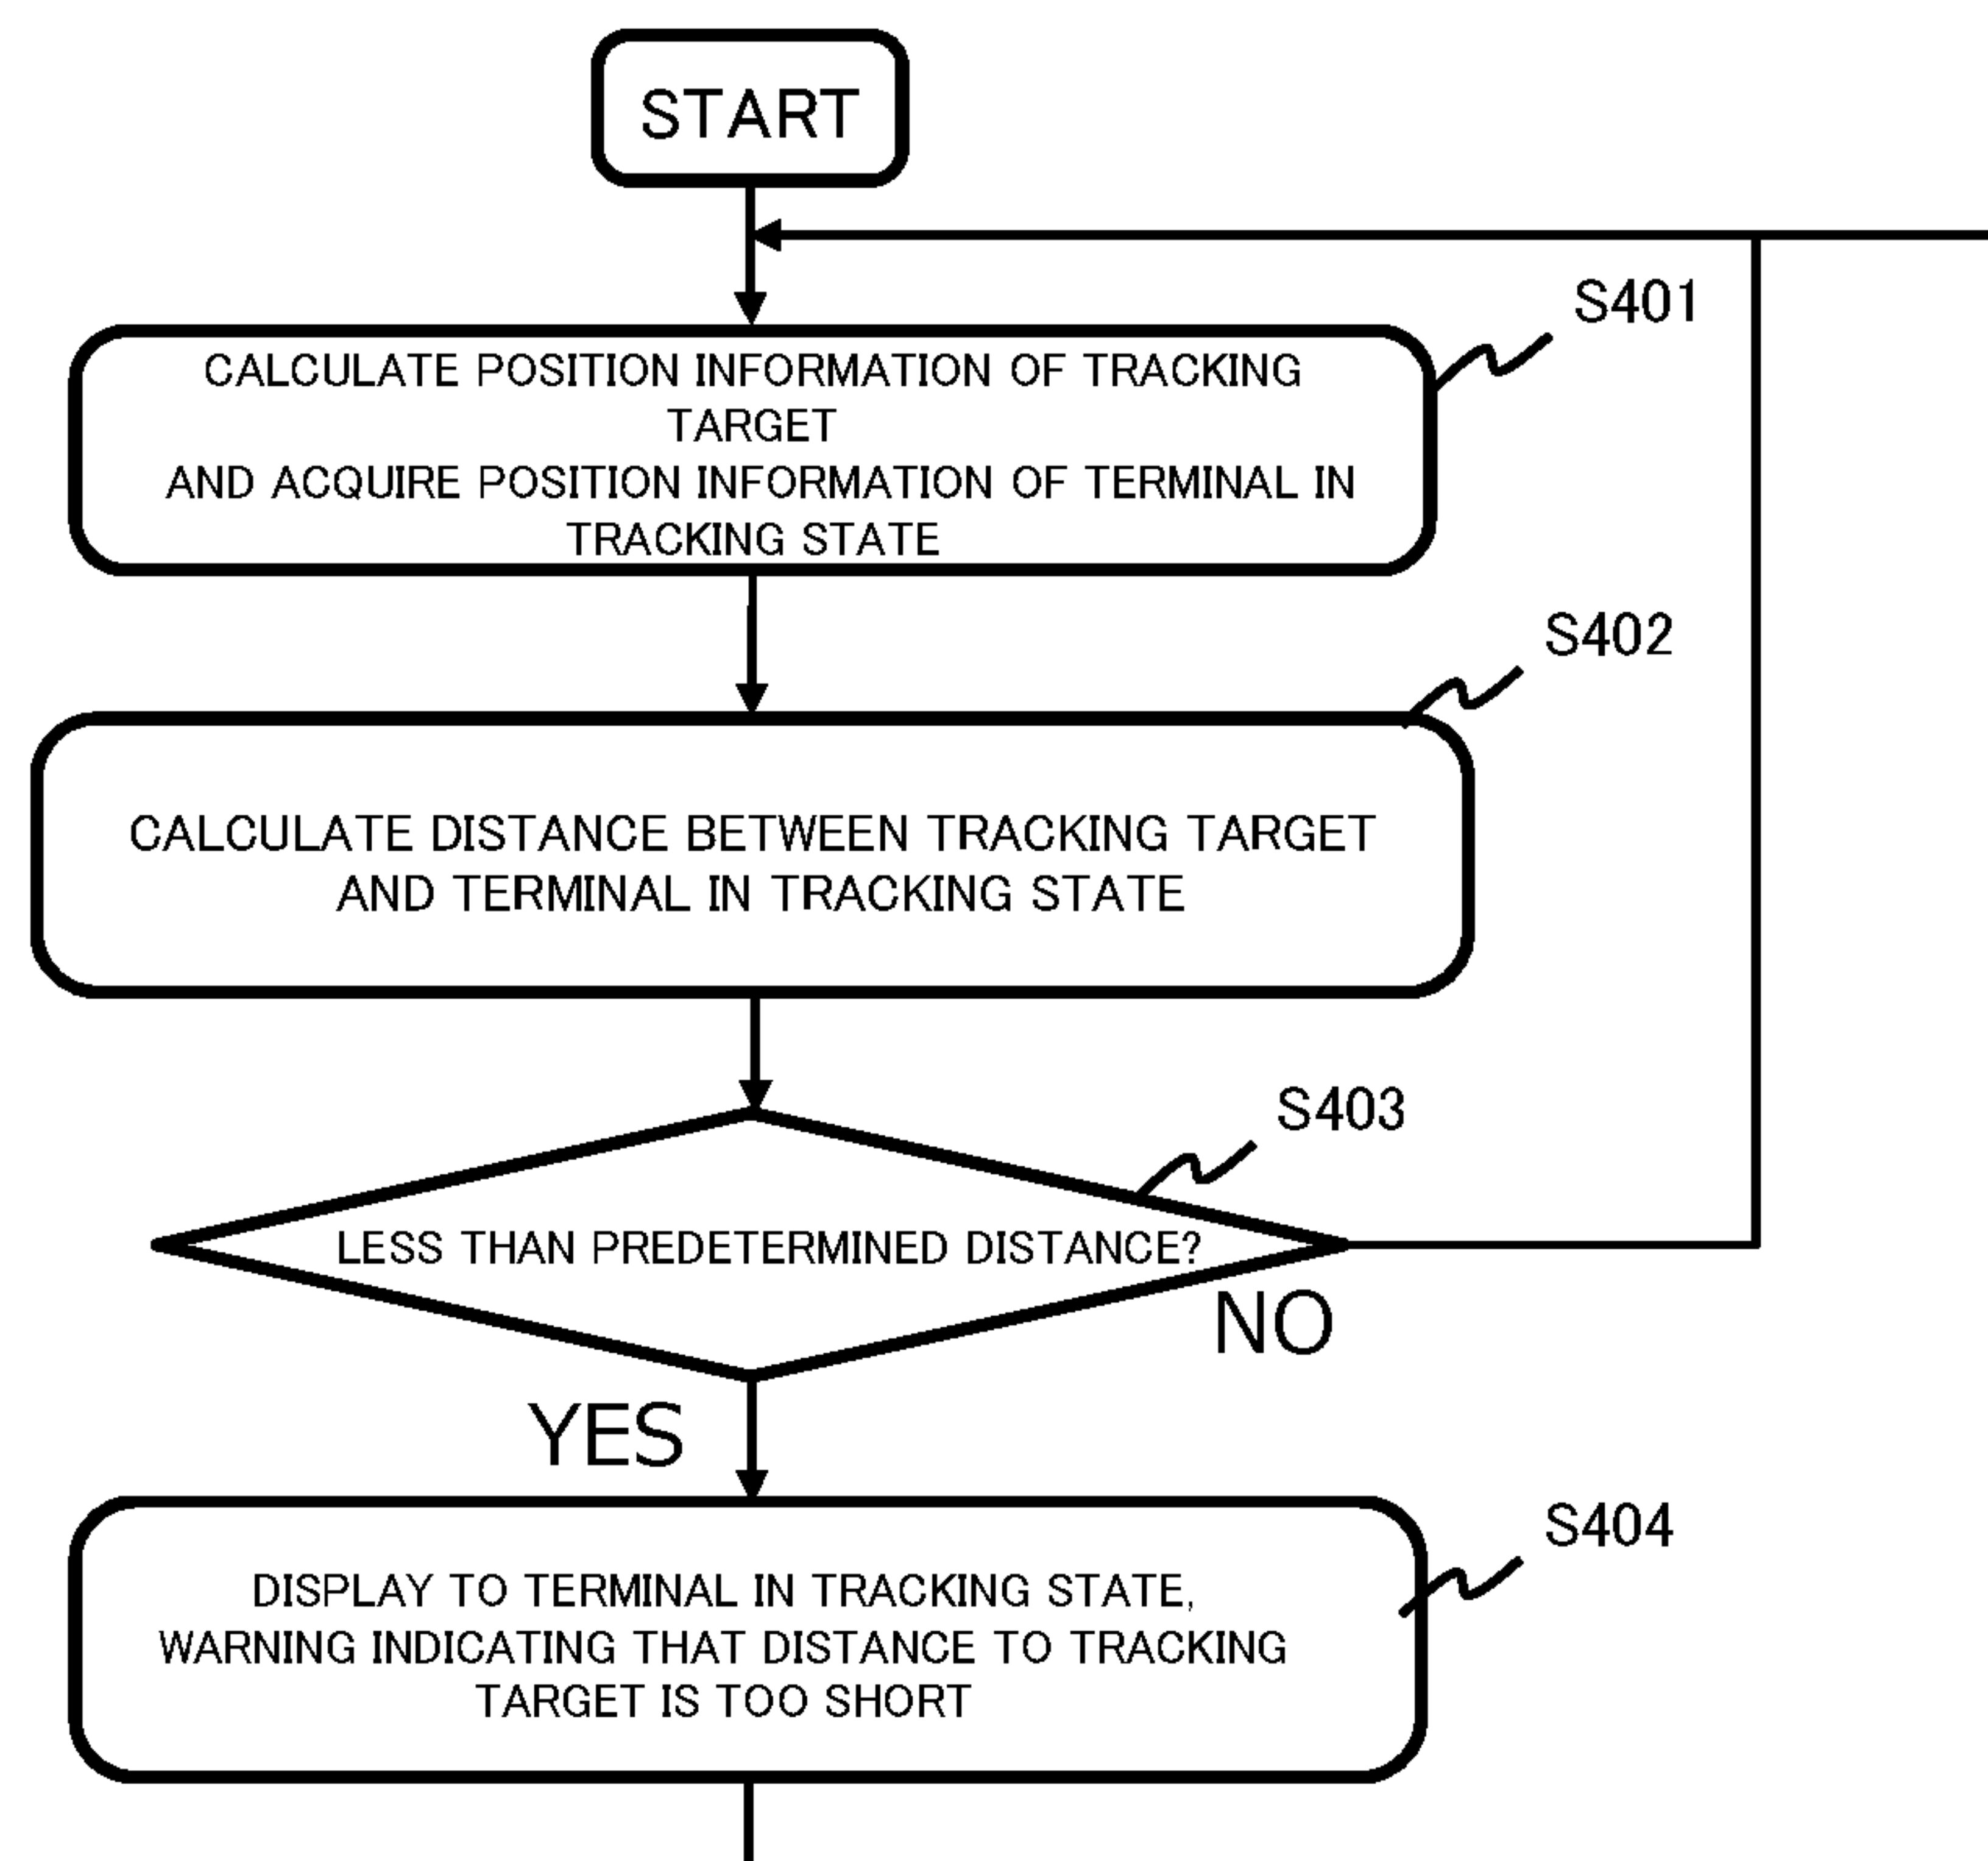 START
S401
CALCULATE POSITION INFORMATION OF TRACKING
TARGET
AND ACQUIRE POSITION INFORMATION OF TERMINAL IN
TRACKING STATE
S402
CALCULATE DISTANCE BETWEEN TRACKING TARGET
AND TERMINAL IN TRACKING STATE
S403
LESS THAN PREDETERMINED DISTANCE?
NO
YES
S404
DISPLAY TO TERMINAL IN TRACKING STATE,
WARNING INDICATING THAT DISTANCE TO TRACKING
TARGET IS TOO SHORT